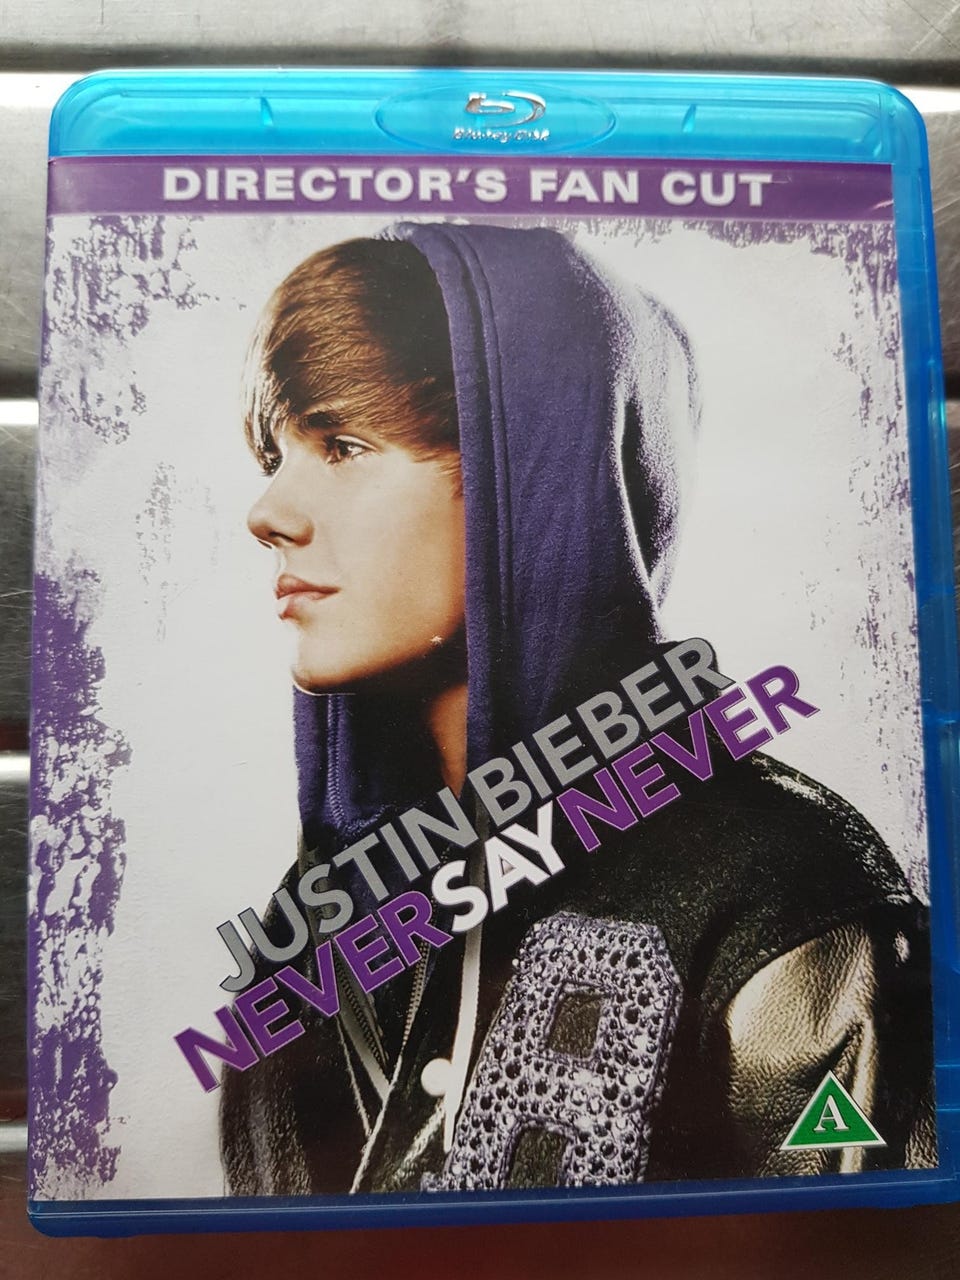 Blu-ray Disc
DIRECTOR'S FAN CUT
JUSTIN BIEBER
NEVER SAY NEVER
A